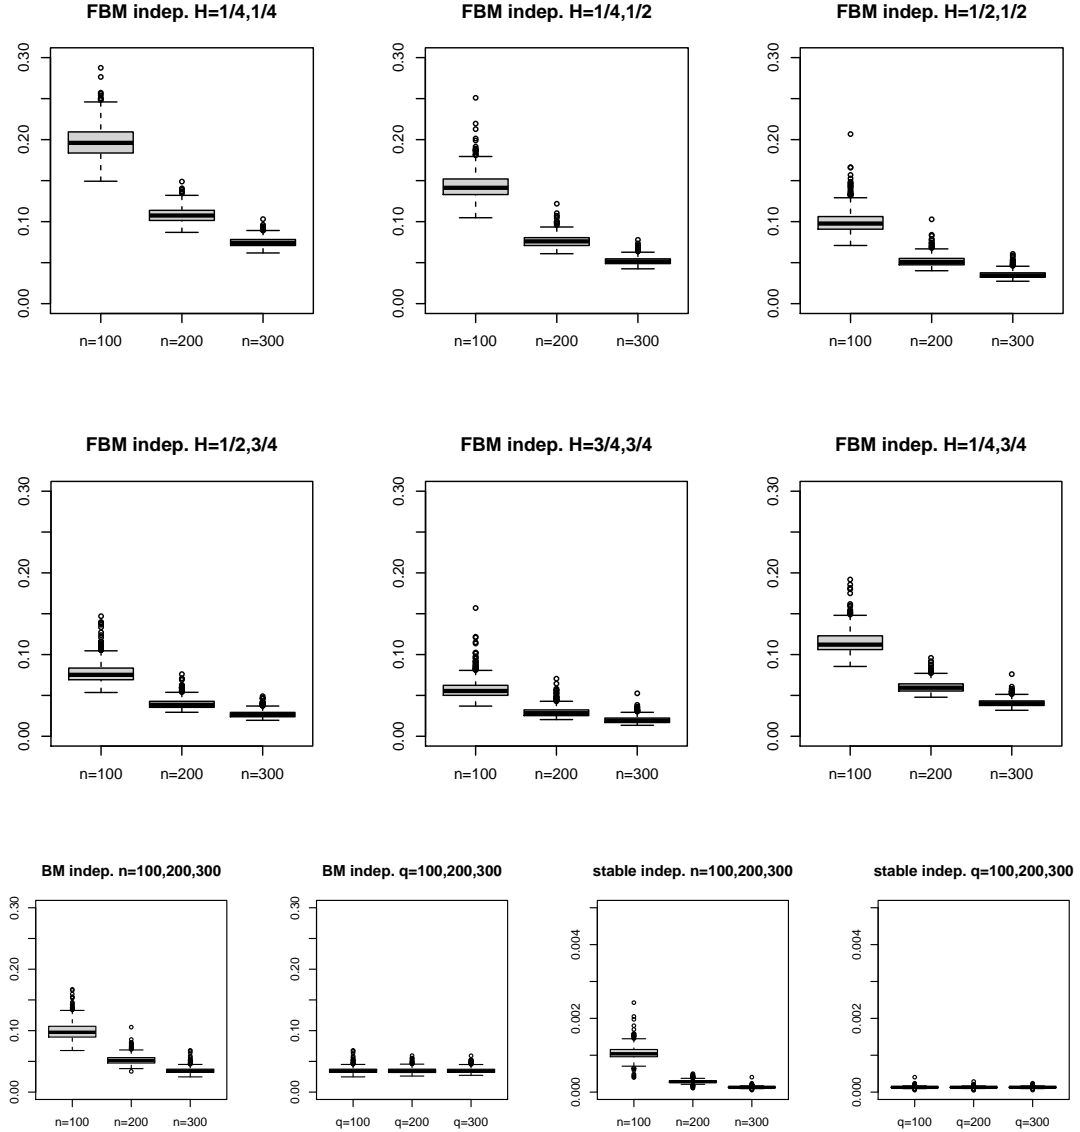 FBM indep. H=1/4,1/4
0.30
0.20
0.10
0.00
n=100 n=200 n=300
FBM indep. H=1/4,1/2
0.30
0.20
0.10
0.00
n=100 n=200 n=300
FBM indep. H=1/2,1/2
0.30
0.20
0.10
0.00
n=100 n=200 n=300
FBM indep. H=1/2,3/4
0.30
0.20
0.10
0.00
n=100 n=200 n=300
FBM indep. H=3/4,3/4
0.30
0.20
0.10
0.00
n=100 n=200 n=300
FBM indep. H=1/4,3/4
0.30
0.20
0.10
0.00
n=100 n=200 n=300
BM indep. n=100,200,300
0.30
0.20
0.10
0.00
n=100 n=200 n=300
BM indep. q=100,200,300
0.30
0.20
0.10
0.00
q=100 q=200 q=300
stable indep. n=100,200,300
0.004
0.002
0.000
n=100 n=200 n=300
stable indep. q=100,200,300
0.004
0.002
0.000
q=100 q=200 q=300